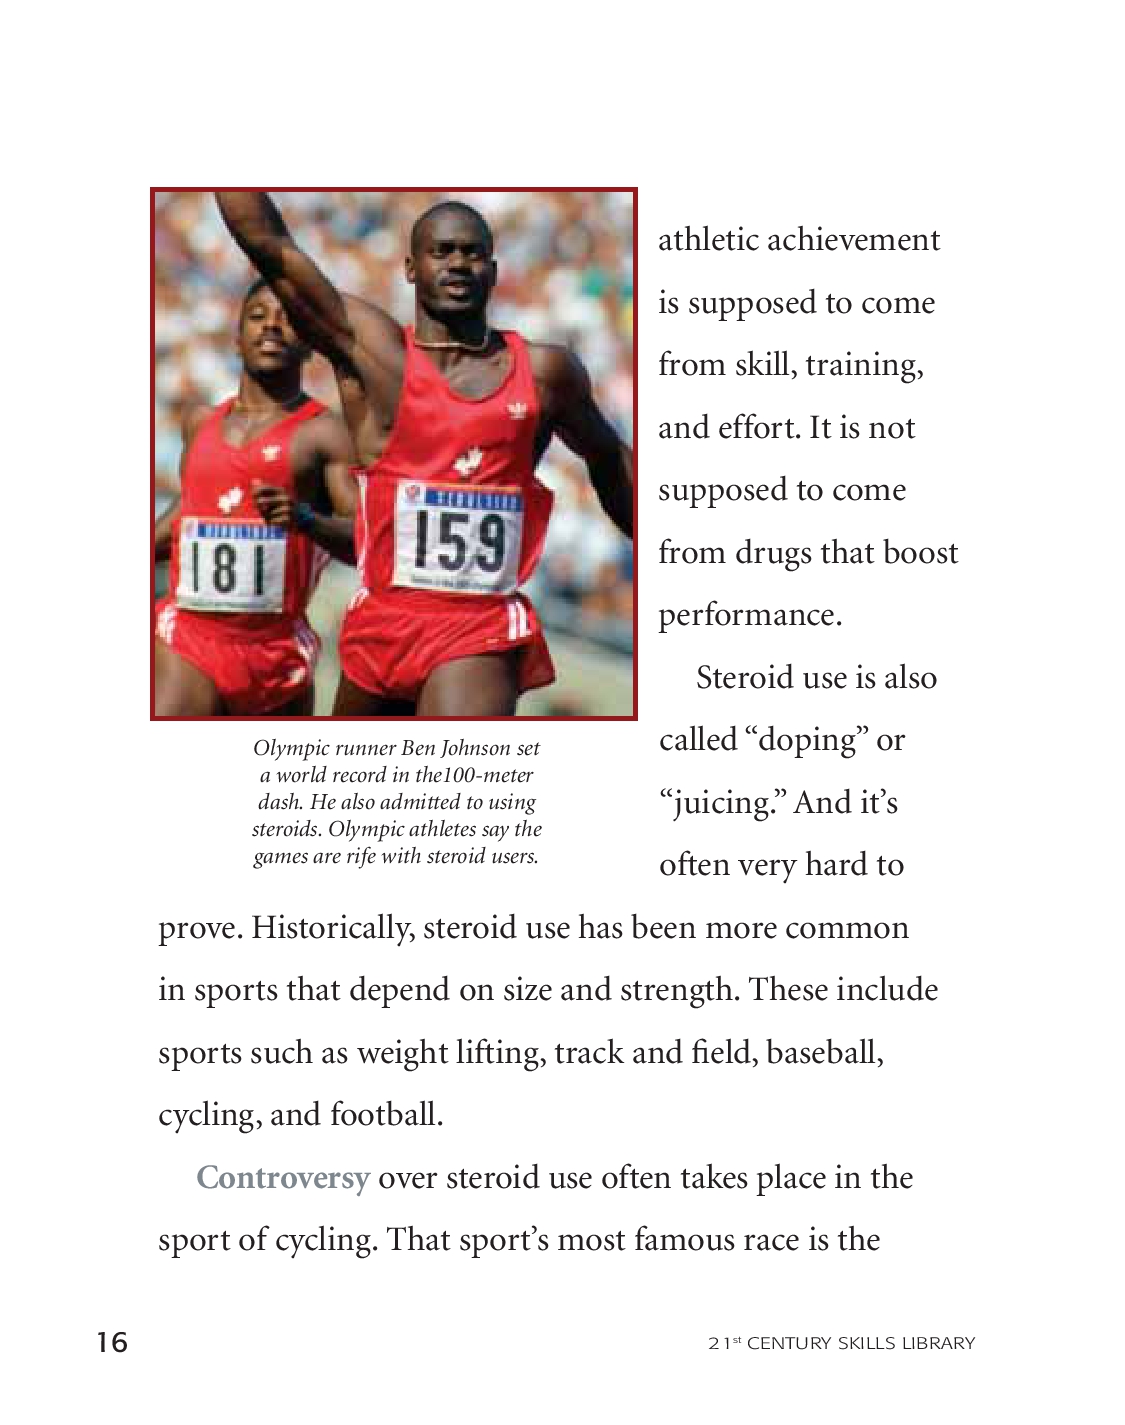 181
159
athletic achievement
is supposed to come
from skill, training,
and effort. It is not
supposed to come
from drugs that boost
performance.
Steroid use is also
called “doping” or
“juicing.” And it’s
often very hard to
Olympic runner Ben Johnson set
a world record in the100-meter
dash. He also admitted to using
steroids. Olympic athletes say the
games are rife with steroid users.
prove. Historically, steroid use has been more common
in sports that depend on size and strength. These include
sports such as weight lifting, track and field, baseball,
cycling, and football.
Controversy over steroid use often takes place in the
sport of cycling. That sport’s most famous race is the
16
21st CENTURY SKILLS LIBRARY